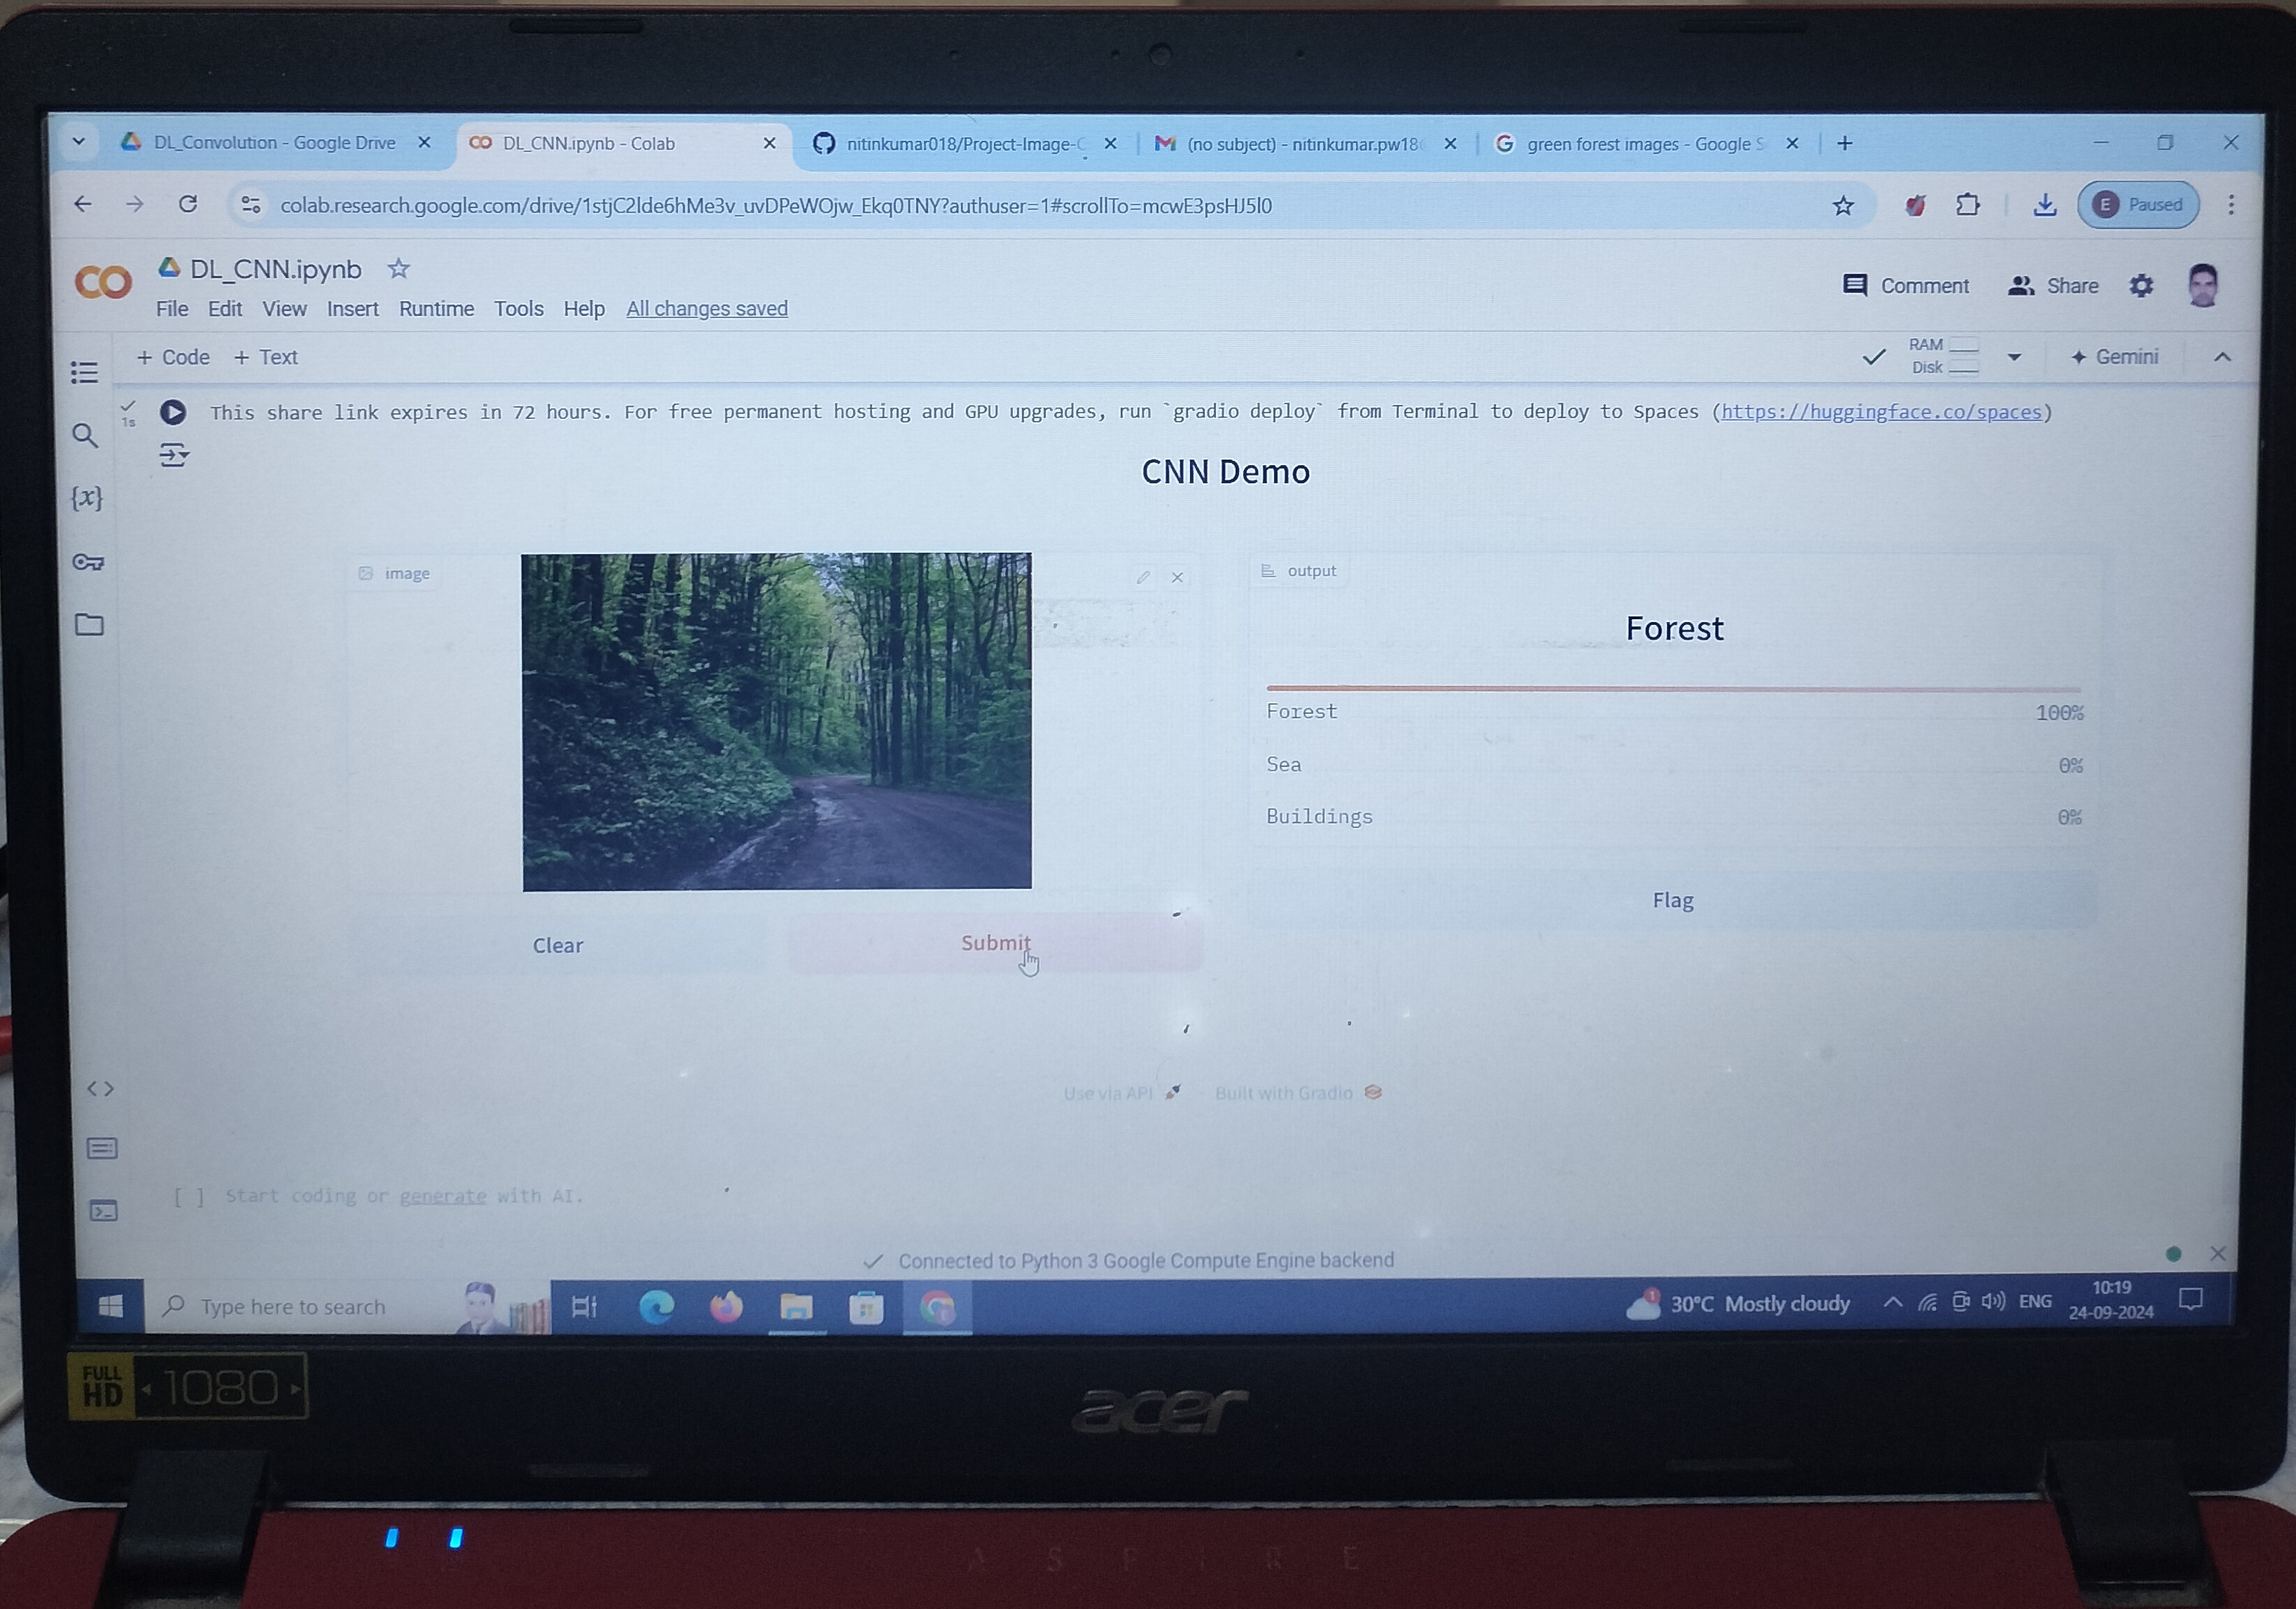 DL_Convolution - Google Drive
DL_CNN.ipynb - Colab
nitinkumar018/Project-Image-C
(no subject) - nitinkumar.pw18
green forest images - Google S
colab.research.google.com/drive/1stjC2lde6hMe3v_uvDPeWOjw_Ekq0TNY?authuser=1#scrollTo=mcwE3psHJ5l0
E Paused
DL_CNN.ipynb
Comment Share
File Edit View Insert Runtime Tools Help All changes saved
+ Code + Text
RAM
Disk
Gemini
1s
This share link expires in 72 hours. For free permanent hosting and GPU upgrades, run `gradio deploy` from Terminal to deploy to Spaces (https://huggingface.co/spaces)
{x}
CNN Demo
image
output
Forest
Forest 100%
Sea 0%
Buildings 0%
Flag
Clear Submit
Use via API Built with Gradio
[ ] Start coding or generate with AI.
Connected to Python 3 Google Compute Engine backend
Type here to search
1
30°C Mostly cloudy
ENG
10:19
24-09-2024
FULL HD 1080
acer
ASPIRE